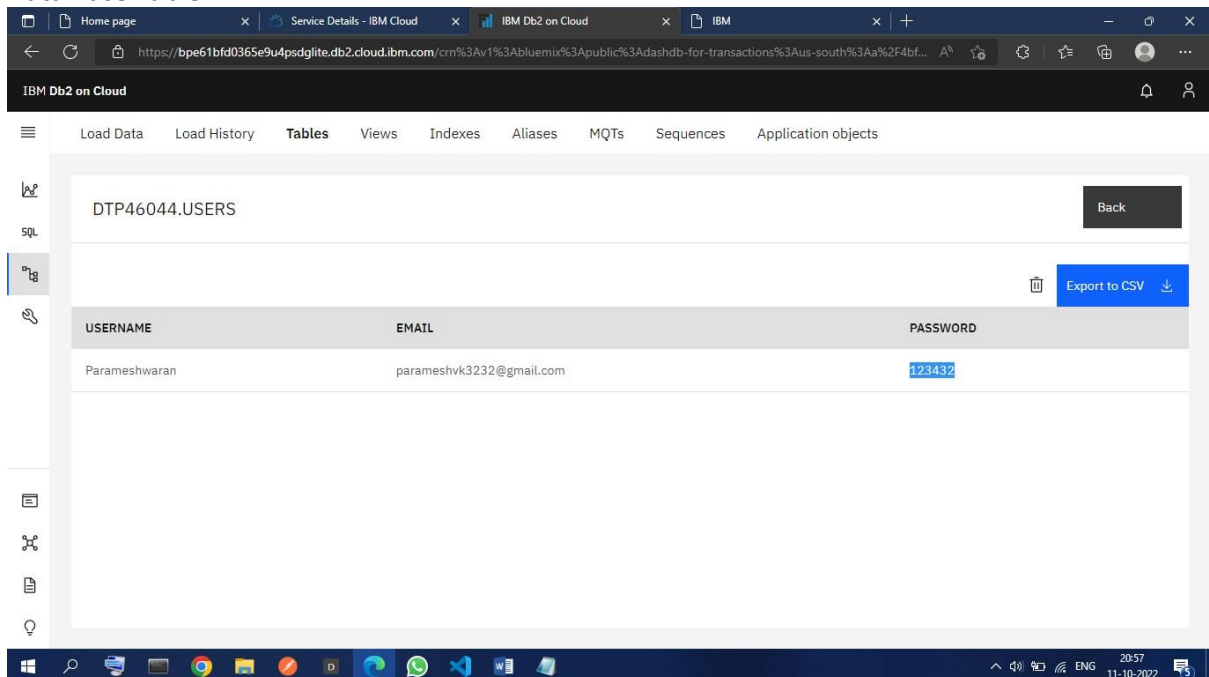 Home page
Service Details - IBM Cloud
IBM Db2 on Cloud
IBM
https://bpe61bfd0365e9u4psdglite.db2.cloud.ibm.com/crn%3Av1%3Abluemix%3Apublic%3Adashdb-for-transactions%3Aus-south%3Aa%2F4bf...
IBM Db2 on Cloud
Load Data Load History Tables Views Indexes Aliases MQTs Sequences Application objects
DTP46044.USERS
Back
SQL
Export to CSV
USERNAME EMAIL PASSWORD
Parameshwaran parameshvk3232@gmail.com 123432
ENG
20:57
11-10-2022